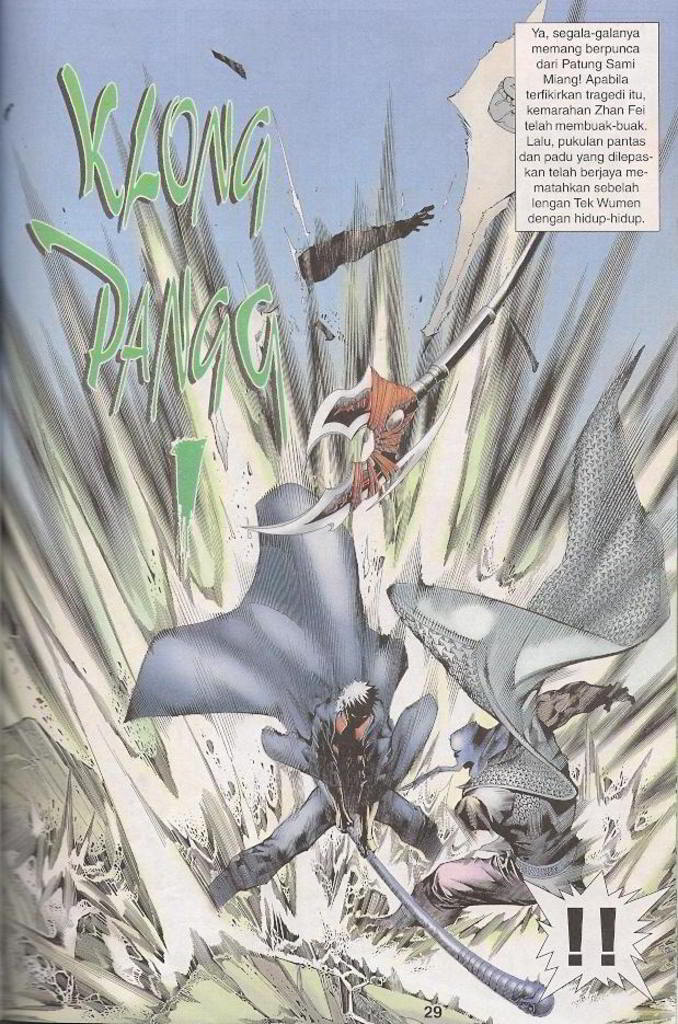 Ya, segala-galanya
memang berpunca
dari Patung Sami
Miang! Apabila
terfikirkan tragedi itu,
kemarahan Zhan Fei
telah membuak-buak.
Lalu, pukulan pantas
dan padu yang dilepas-
kan telah berjaya me-
matahkan sebelah
lengan Tek Wumen
dengan hidup-hidup.
KLONG
PANGG
!
!!
29